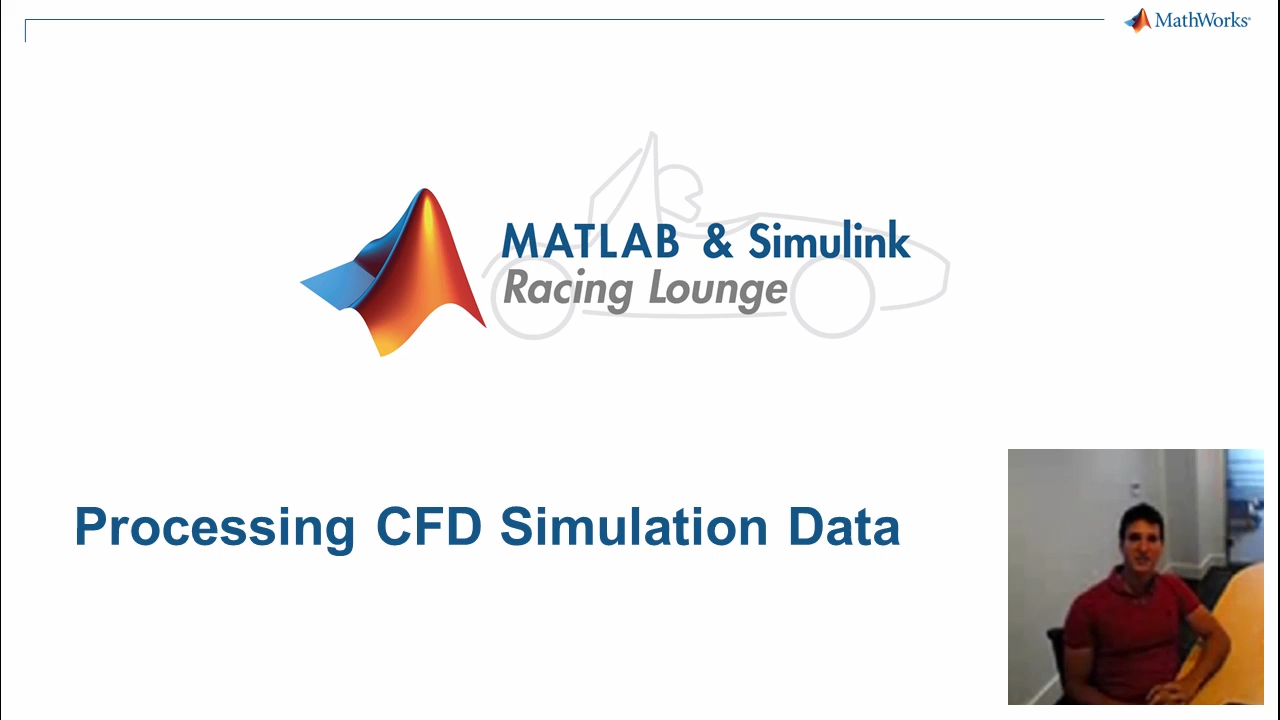 MathWorks®
MATLAB & Simulink
Racing Lounge
Processing CFD Simulation Data